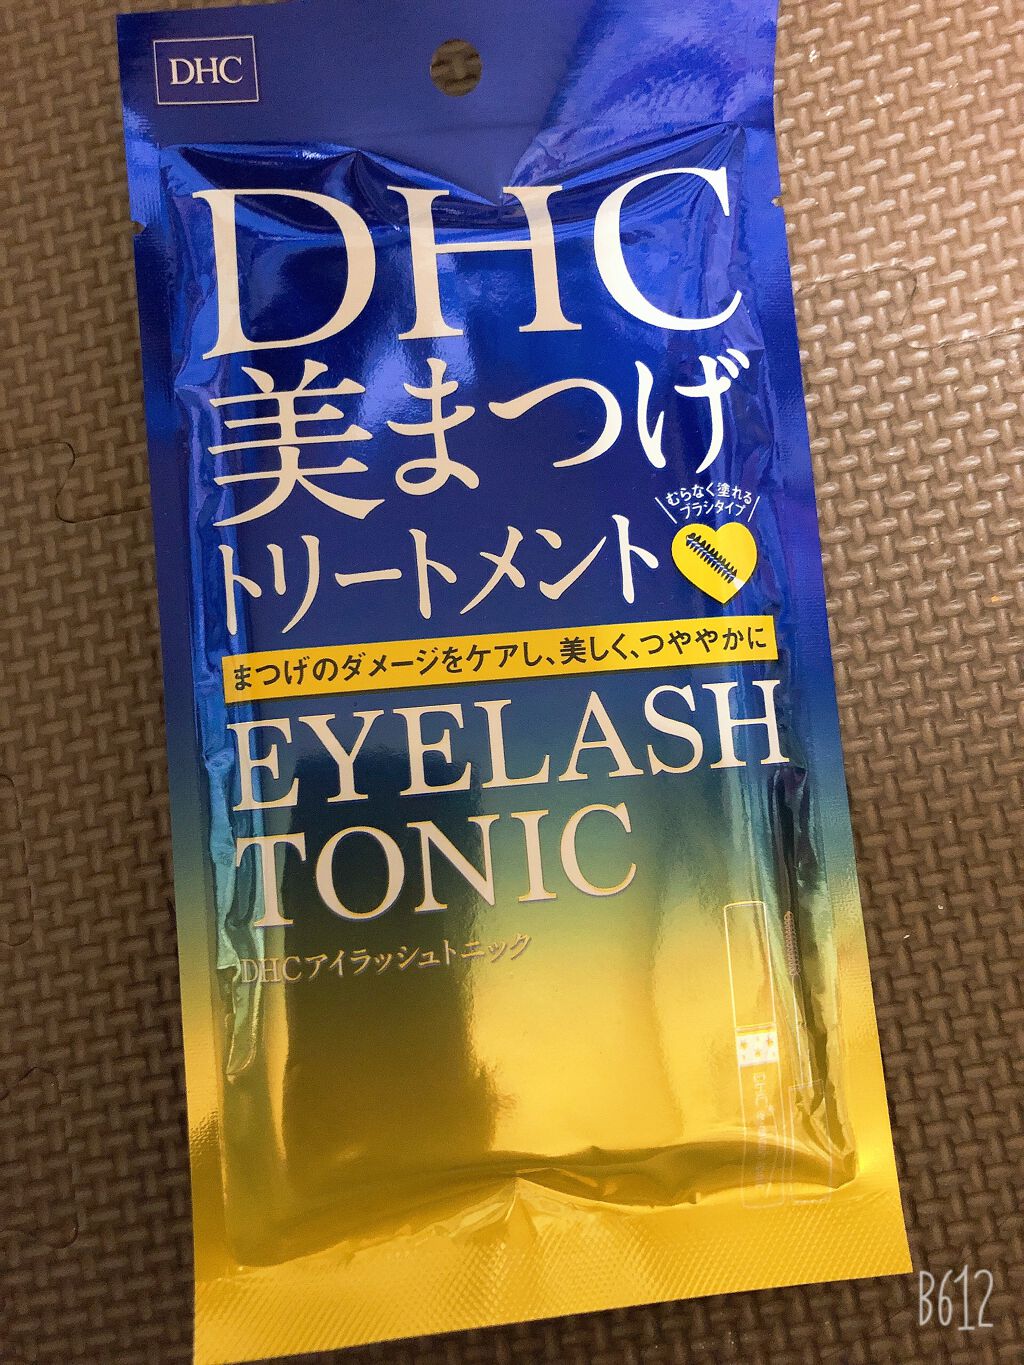 DHC
DHC
美まつげ
むらなく塗れる
ブラシタイプ
トリートメント
まつげのダメージをケアし、美しく、つややかに
EYELASH
TONIC
DHCアイラッシュトニック
DHC
B612